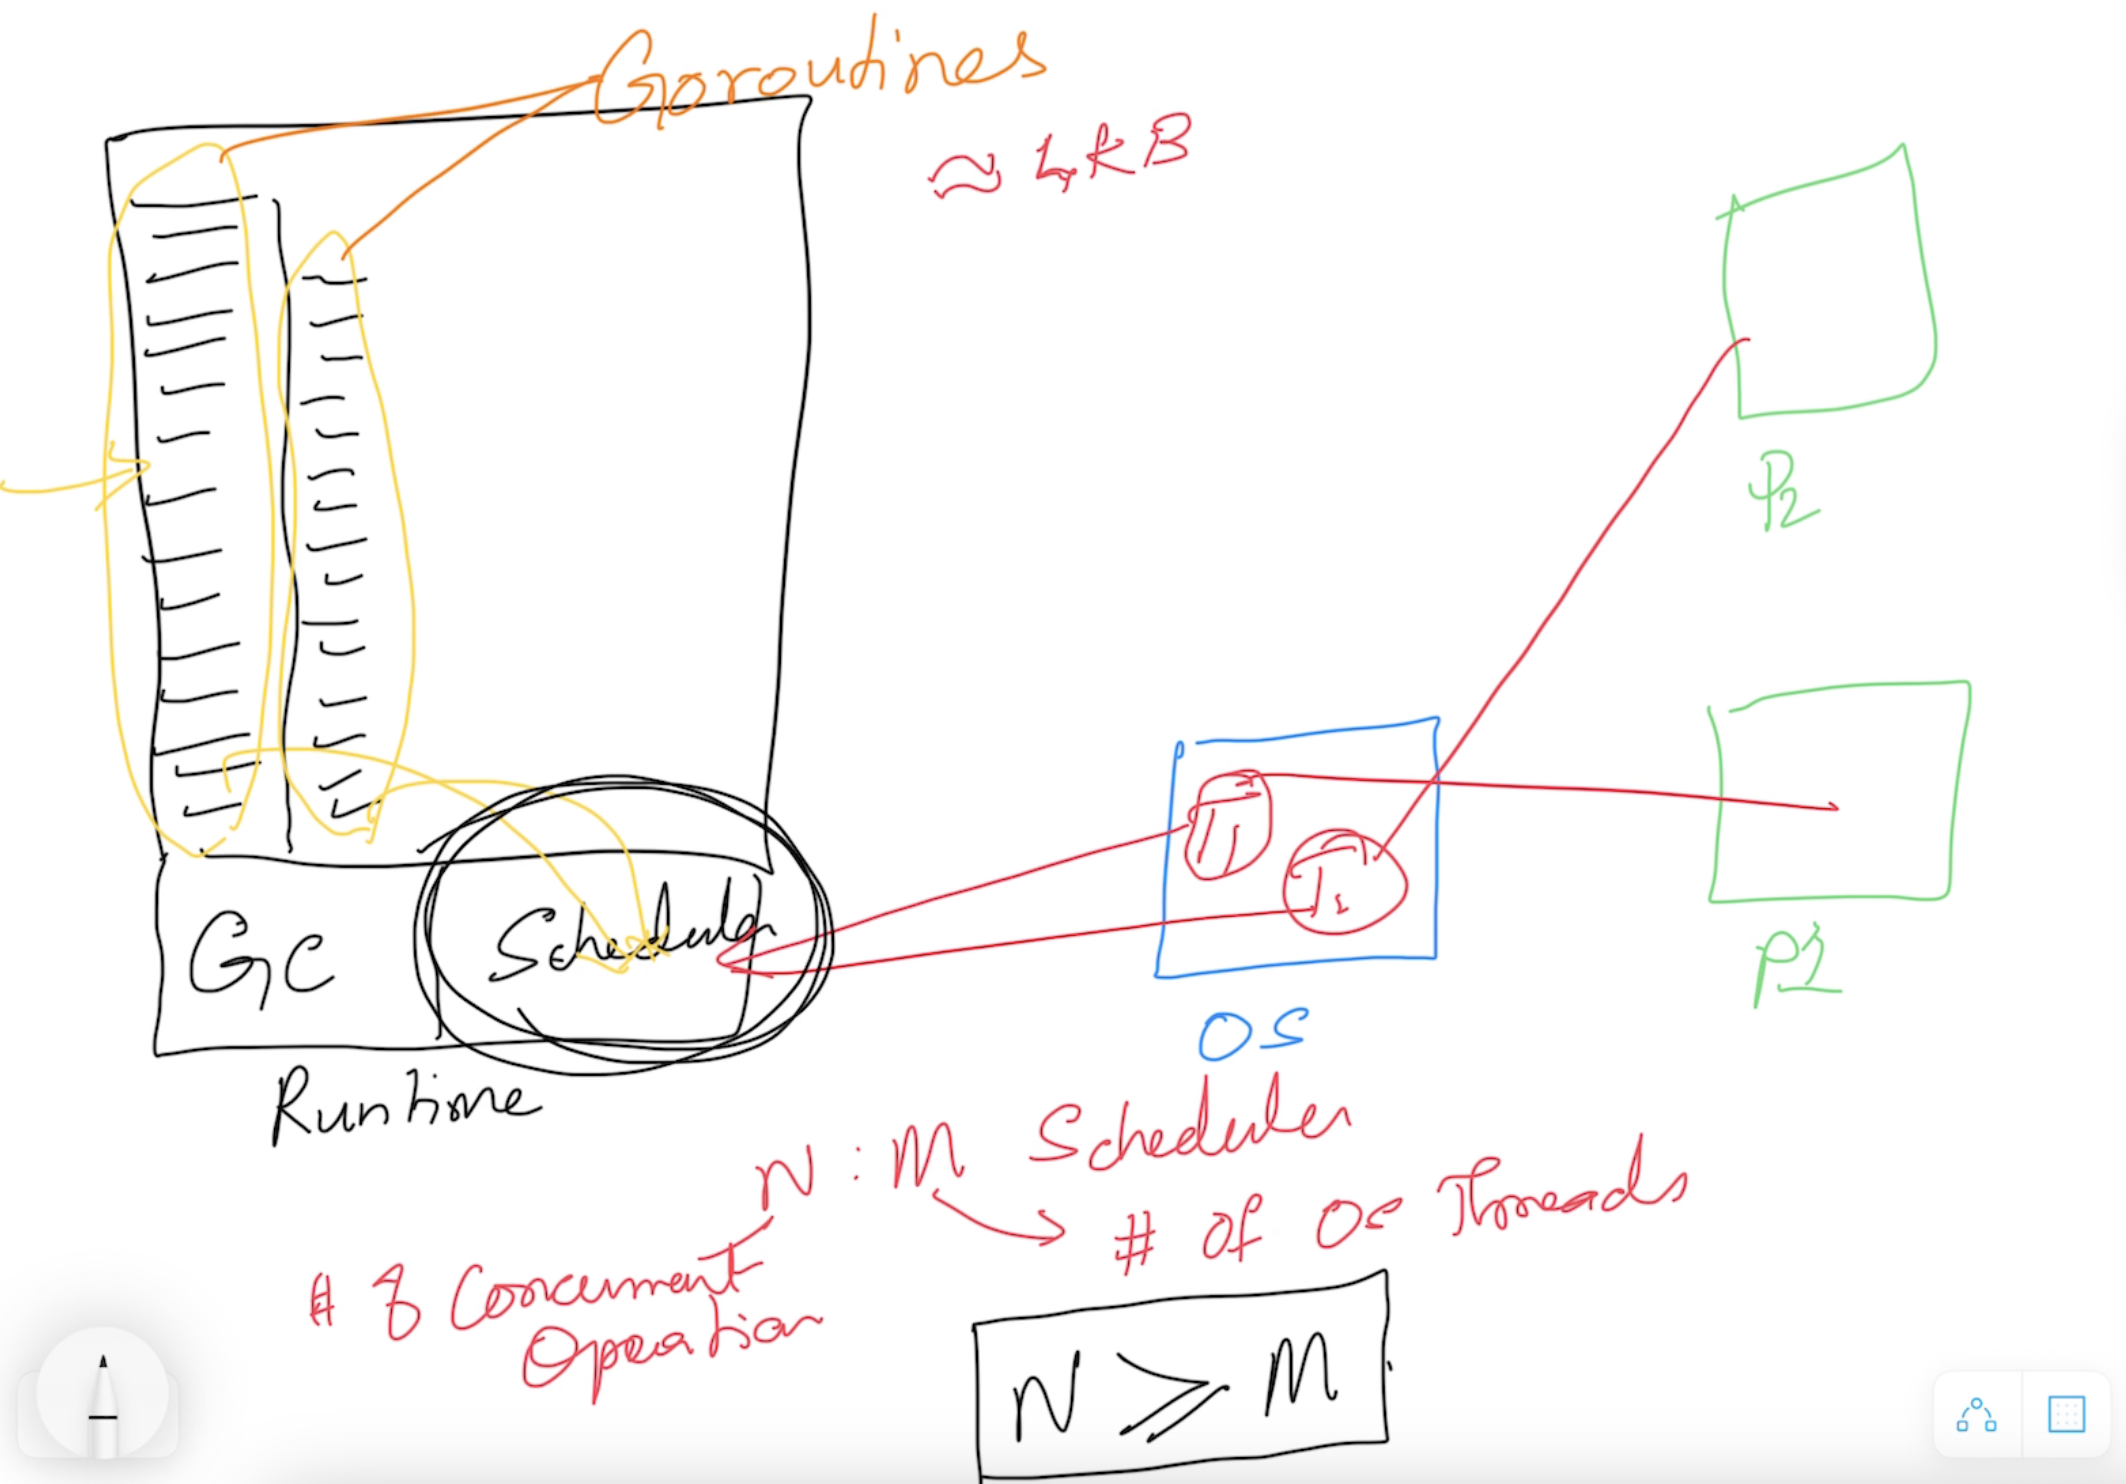 Goroutines
≈ 4kB
P2
T1
T2
P1
GC
Scheduler
OS
Runtime
N : M Scheduler
# of OS Threads
# of Concurrent
Operation
N ⩾ M